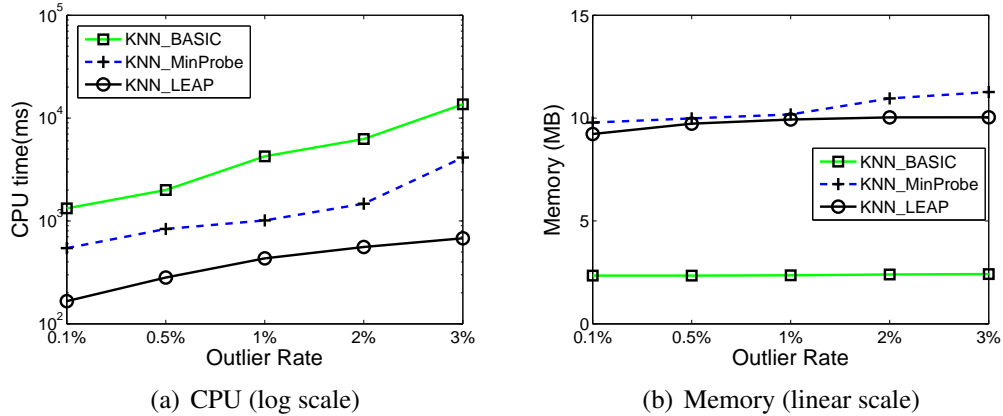 10^5
10^4
10^3
10^2
CPU time(ms)
KNN_BASIC
KNN_MinProbe
KNN_LEAP
0.1% 0.5% 1% 2% 3%
Outlier Rate
(a) CPU (log scale)
15
10
5
0
Memory (MB)
KNN_BASIC
KNN_MinProbe
KNN_LEAP
0.1% 0.5% 1% 2% 3%
Outlier Rate
(b) Memory (linear scale)